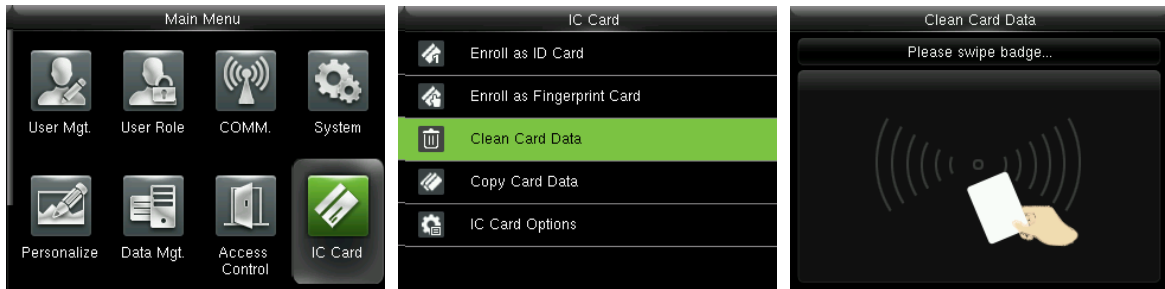 Main Menu
User Mgt.
User Role
COMM.
System
Personalize
Data Mgt.
Access
Control
IC Card
IC Card
Enroll as ID Card
Enroll as Fingerprint Card
Clean Card Data
Copy Card Data
IC Card Options
Clean Card Data
Please swipe badge...